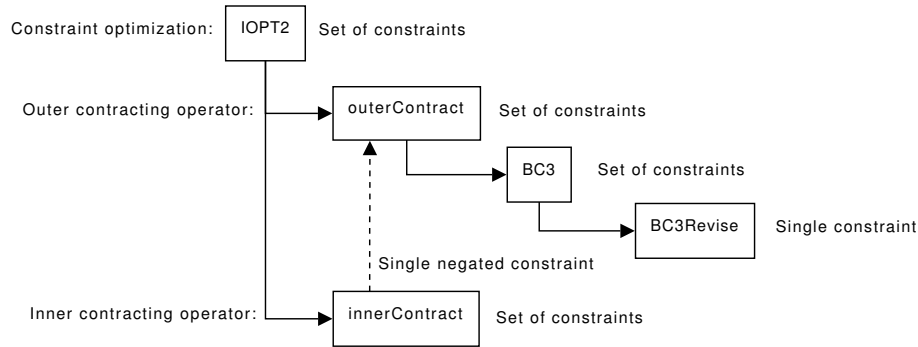 Constraint optimization: IOPT2 Set of constraints
Outer contracting operator: outerContract Set of constraints
BC3 Set of constraints
BC3Revise Single constraint
Single negated constraint
Inner contracting operator: innerContract Set of constraints